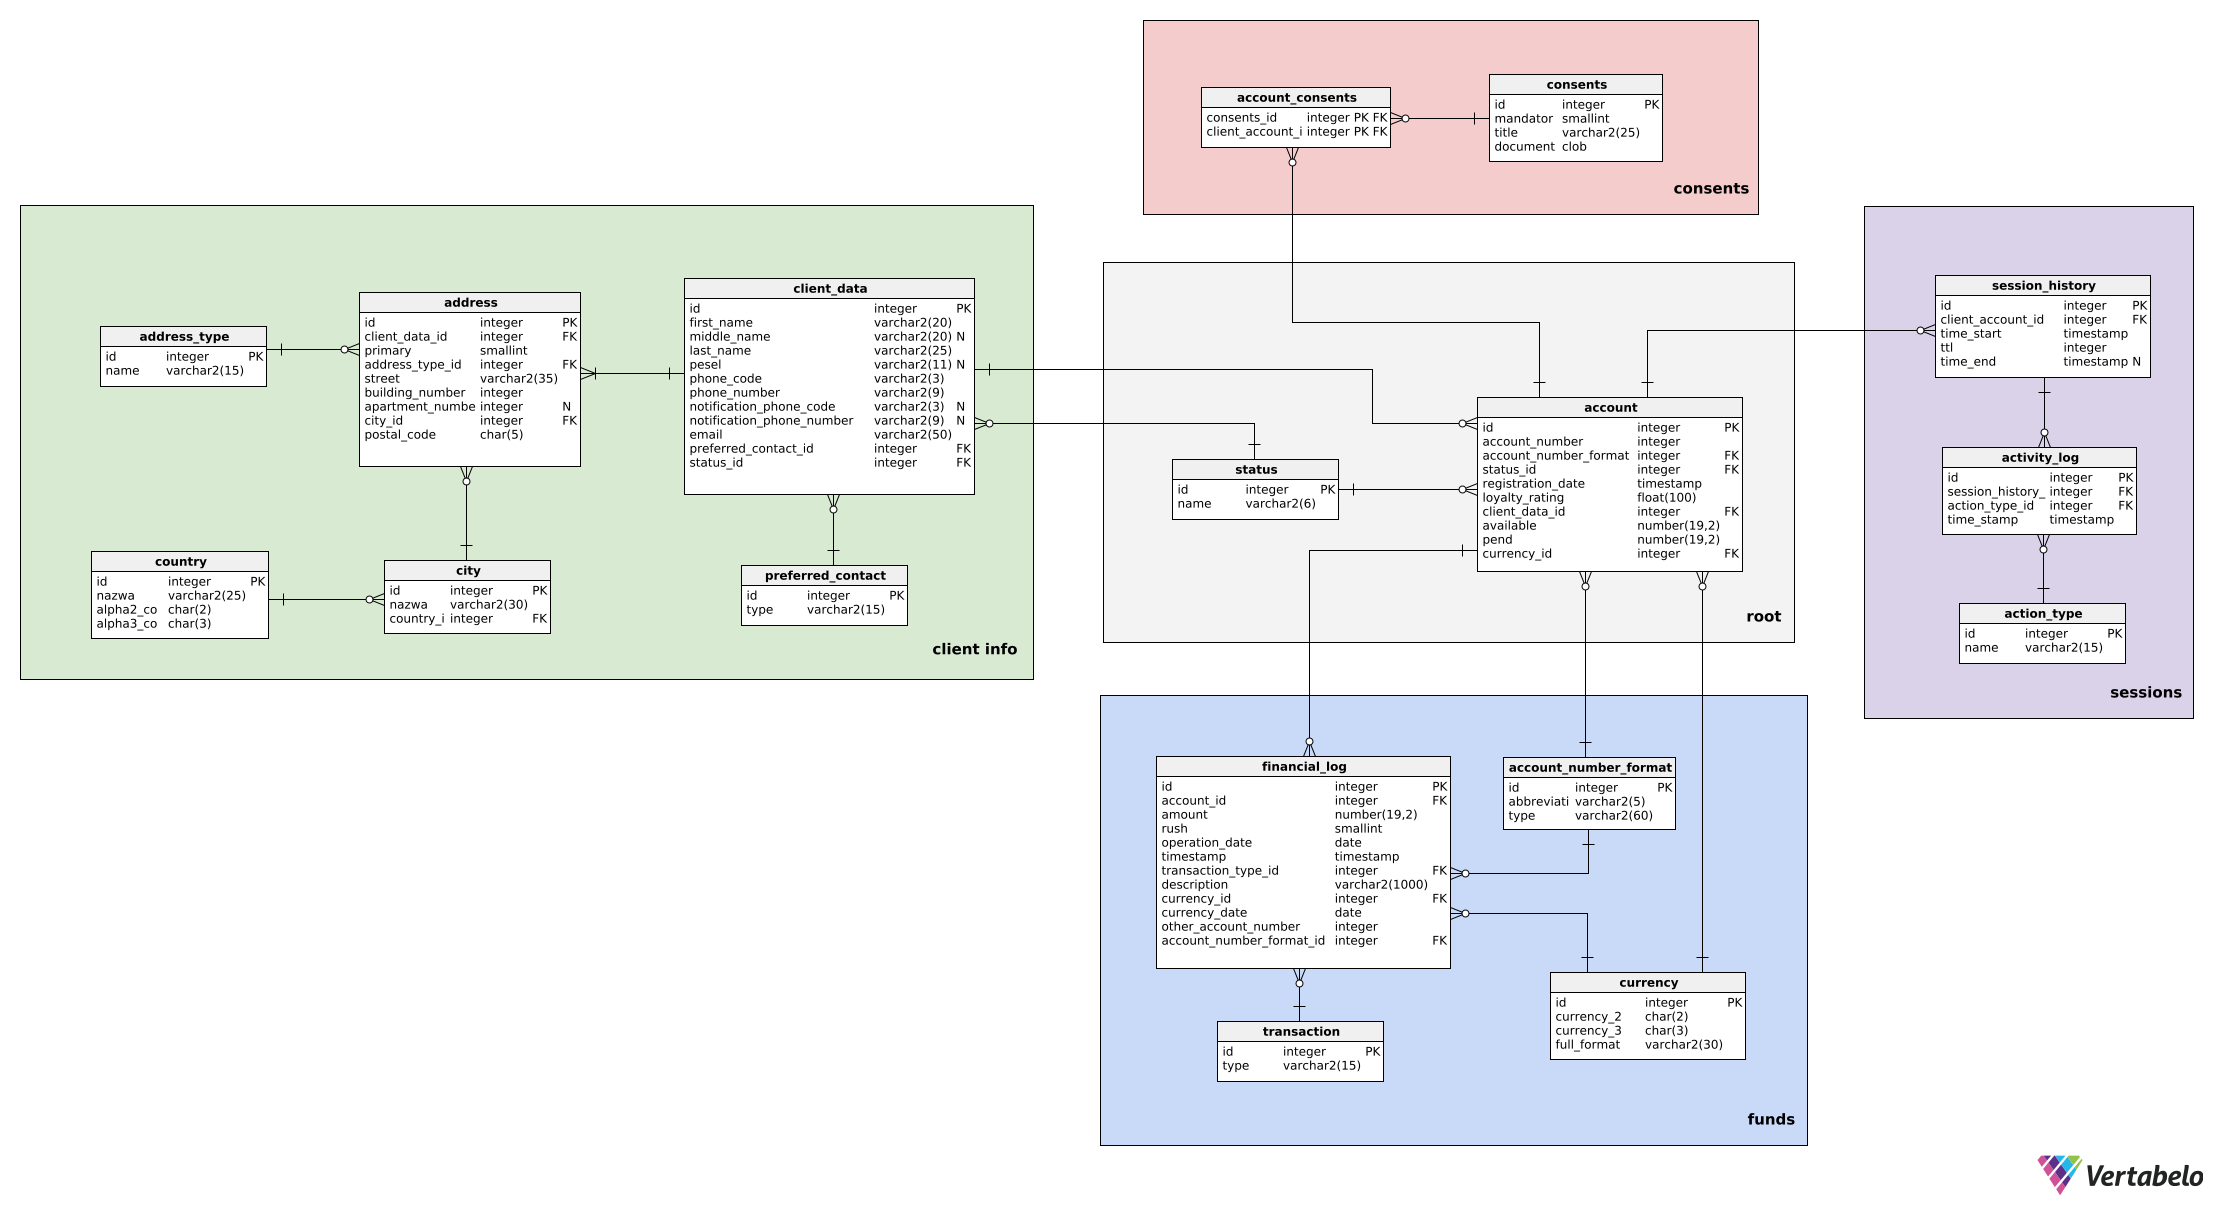 account_consents
consents_id integer PK FK
client_account_i integer PK FK
consents
id integer PK
mandator smallint
title varchar2(25)
document clob
consents
address_type
id integer PK
name varchar2(15)
address
id integer PK
client_data_id integer FK
primary smallint
address_type_id integer FK
street varchar2(35)
building_number integer
apartment_numbe integer N
city_id integer FK
postal_code char(5)
client_data
id integer PK
first_name varchar2(20)
middle_name varchar2(20) N
last_name varchar2(25)
pesel varchar2(11) N
phone_code varchar2(3)
phone_number varchar2(9)
notification_phone_code varchar2(3) N
notification_phone_number varchar2(9) N
email varchar2(50)
preferred_contact_id integer FK
status_id integer FK
country
id integer PK
nazwa varchar2(25)
alpha2_co char(2)
alpha3_co char(3)
city
id integer PK
nazwa varchar2(30)
country_i integer FK
preferred_contact
id integer PK
type varchar2(15)
client info
status
id integer PK
name varchar2(6)
account
id integer PK
account_number integer
account_number_format integer FK
status_id integer FK
registration_date timestamp
loyalty_rating float(100)
client_data_id integer FK
available number(19,2)
pend number(19,2)
currency_id integer FK
root
session_history
id integer PK
client_account_id integer FK
time_start timestamp
ttl integer
time_end timestamp N
activity_log
id integer PK
session_history_ integer FK
action_type_id integer FK
time_stamp timestamp
action_type
id integer PK
name varchar2(15)
sessions
financial_log
id integer PK
account_id integer FK
amount number(19,2)
rush smallint
operation_date date
timestamp timestamp
transaction_type_id integer FK
description varchar2(1000)
currency_id integer FK
currency_date date
other_account_number integer
account_number_format_id integer FK
account_number_format
id integer PK
abbreviati varchar2(5)
type varchar2(60)
transaction
id integer PK
type varchar2(15)
currency
id integer PK
currency_2 char(2)
currency_3 char(3)
full_format varchar2(30)
funds
Vertabelo